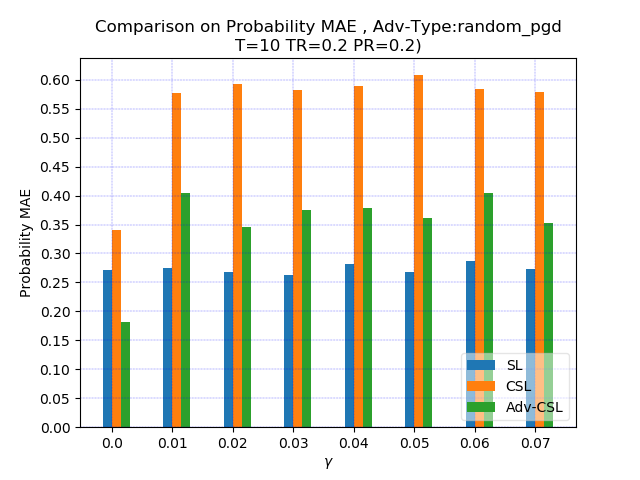 Comparison on Probability MAE , Adv-Type:random_pgd
T=10 TR=0.2 PR=0.2)
0.60
0.55
0.50
0.45
0.40
0.35
0.30
0.25
0.20
0.15
0.10
0.05
0.00
Probability MAE
SL
CSL
Adv-CSL
0.0 0.01 0.02 0.03 0.04 0.05 0.06 0.07
γ